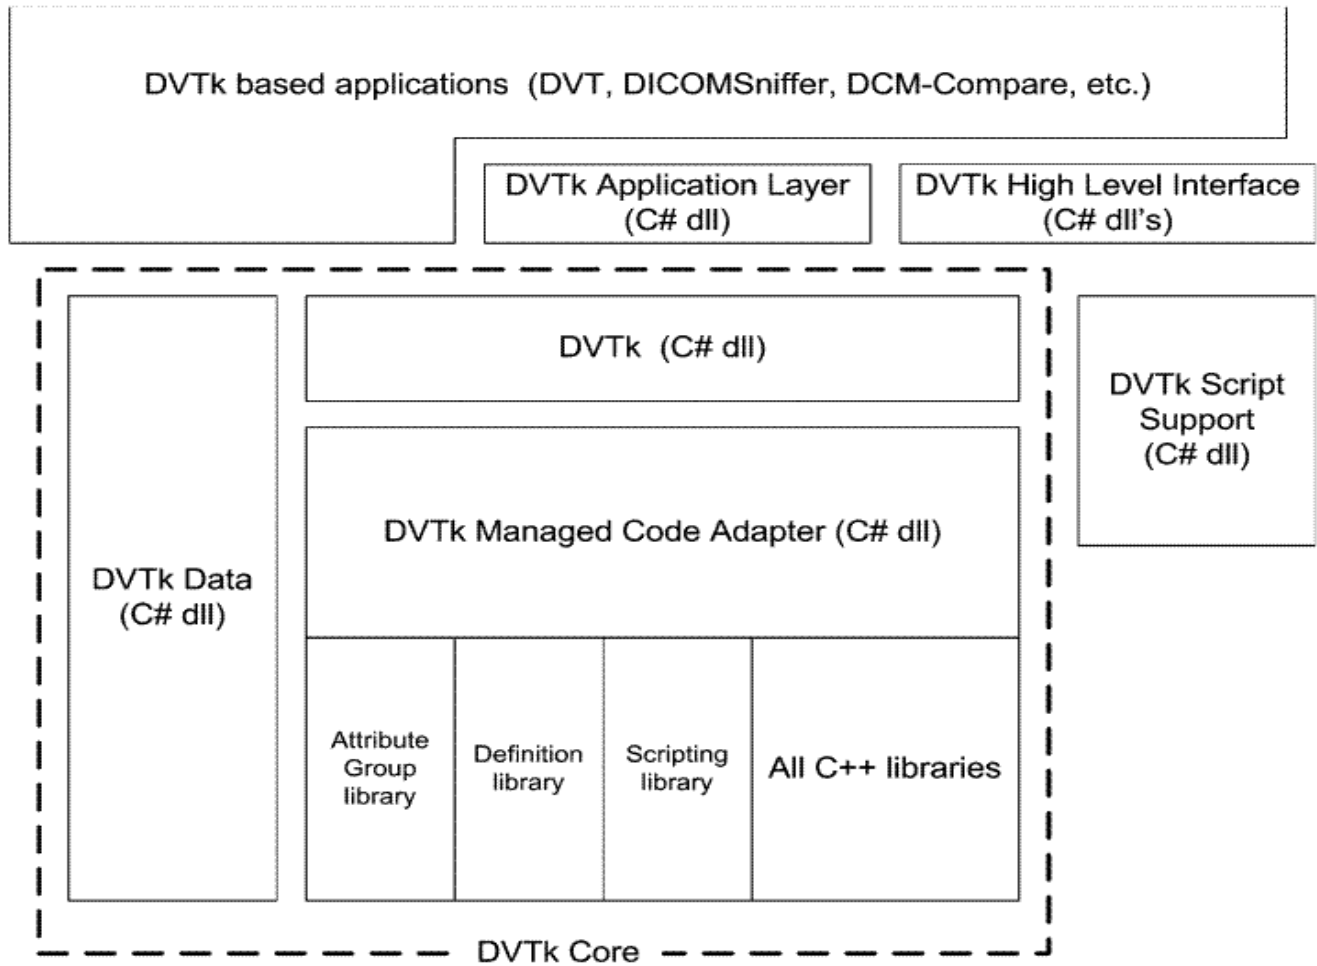 DVTk based applications (DVT, DICOMSniffer, DCM-Compare, etc.)
DVTk Application Layer
(C# dll)
DVTk High Level Interface
(C# dll's)
DVTk (C# dll)
DVTk Script
Support
(C# dll)
DVTk Managed Code Adapter (C# dll)
DVTk Data
(C# dll)
Attribute
Group
library
Definition
library
Scripting
library
All C++ libraries
DVTk Core